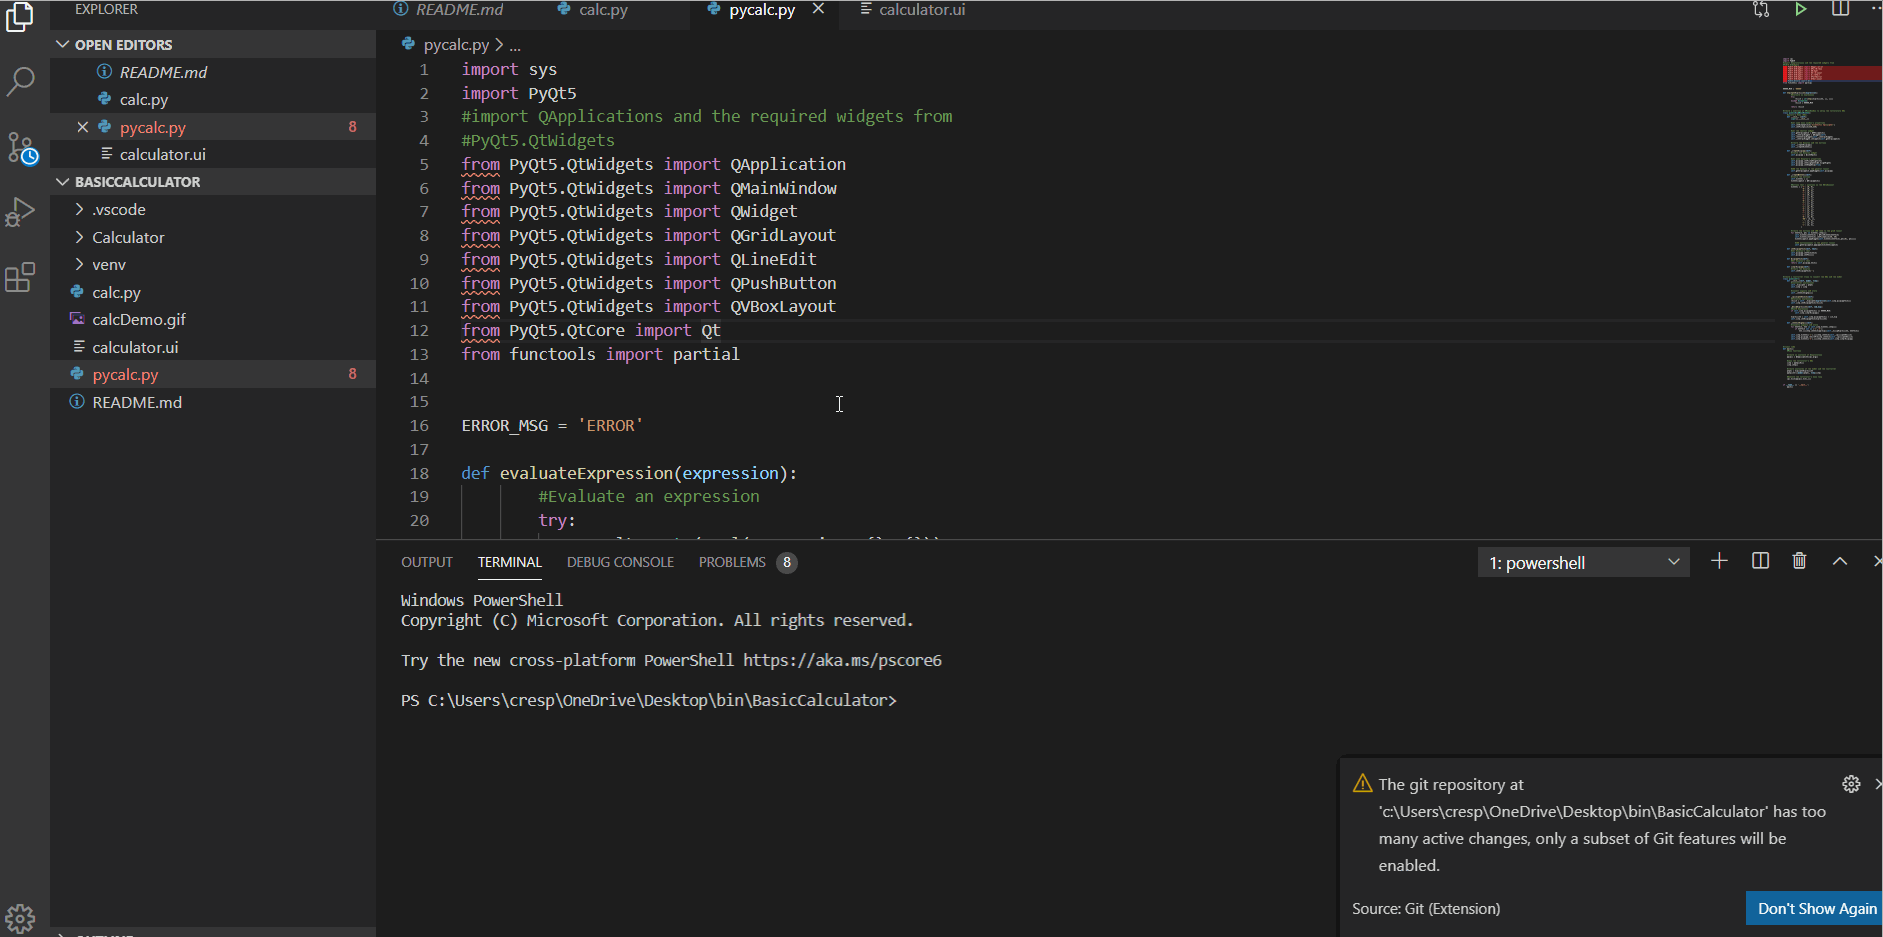 EXPLORER
OPEN EDITORS
README.md
calc.py
pycalc.py 8
calculator.ui
BASICCALCULATOR
.vscode
Calculator
venv
calc.py
calcDemo.gif
calculator.ui
pycalc.py 8
README.md
README.md calc.py pycalc.py calculator.ui
pycalc.py > ...
1 import sys
2 import PyQt5
3 #import QApplications and the required widgets from
4 #PyQt5.QtWidgets
5 from PyQt5.QtWidgets import QApplication
6 from PyQt5.QtWidgets import QMainWindow
7 from PyQt5.QtWidgets import QWidget
8 from PyQt5.QtWidgets import QGridLayout
9 from PyQt5.QtWidgets import QLineEdit
10 from PyQt5.QtWidgets import QPushButton
11 from PyQt5.QtWidgets import QVBoxLayout
12 from PyQt5.QtCore import Qt
13 from functools import partial
14
15
16 ERROR_MSG = 'ERROR'
17
18 def evaluateExpression(expression):
19 #Evaluate an expression
20 try:
OUTPUT TERMINAL DEBUG CONSOLE PROBLEMS 8 1: powershell
Windows PowerShell
Copyright (C) Microsoft Corporation. All rights reserved.
Try the new cross-platform PowerShell https://aka.ms/pscore6
PS C:\Users\cresp\OneDrive\Desktop\bin\BasicCalculator>
The git repository at
'c:\Users\cresp\OneDrive\Desktop\bin\BasicCalculator' has too
many active changes, only a subset of Git features will be
enabled.
Source: Git (Extension)
Don't Show Again